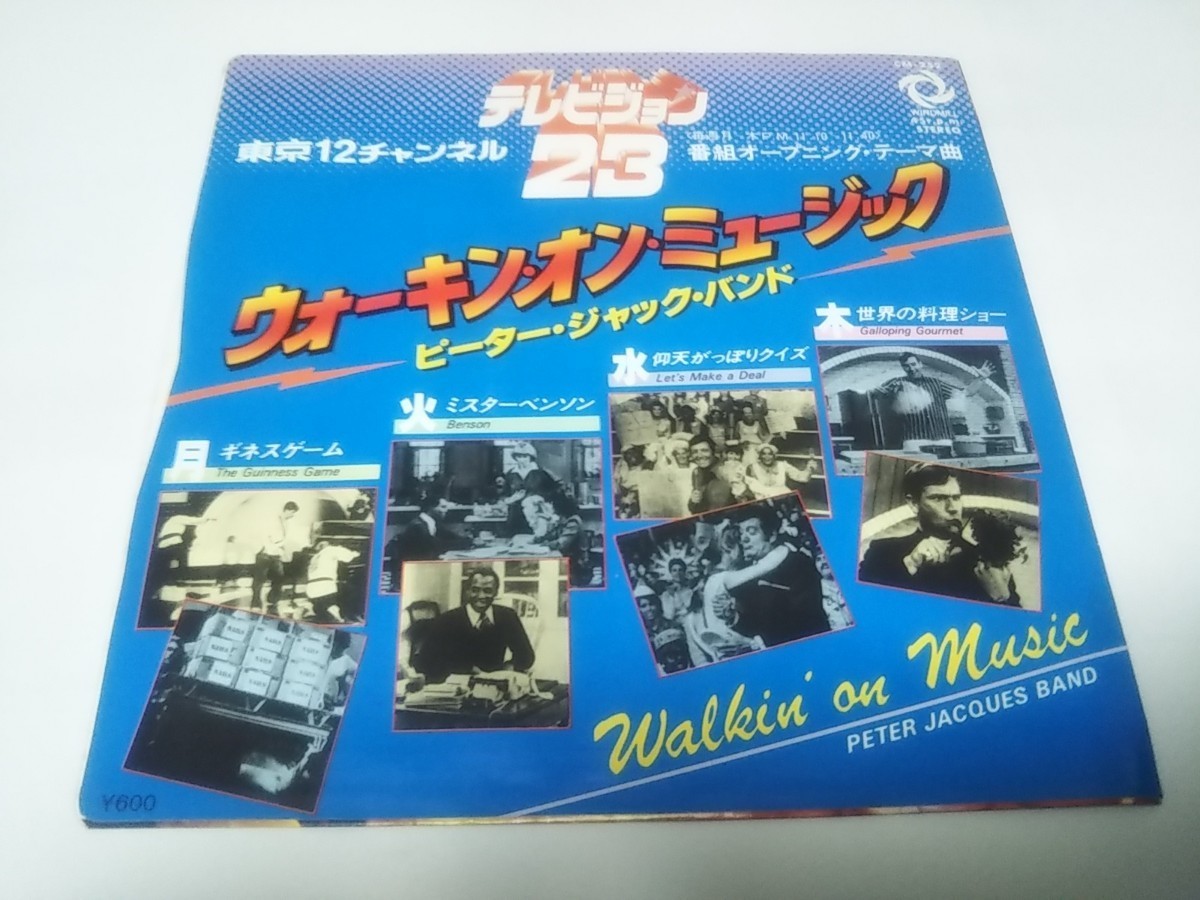 テレビジョン
23
東京12チャンネル
番組オープニング・テーマ曲
WINDMILL
STEREO
ウォーキン・オン・ミュージック
ピーター・ジャック・バンド
木 世界の料理ショー
Galloping Gourmet
水 仰天がっぽりクイズ
Let's Make a Deal
火 ミスターベンソン
Benson
ギネスゲーム
The Guinness Game
Walkin' on Music
PETER JACQUES BAND
¥600